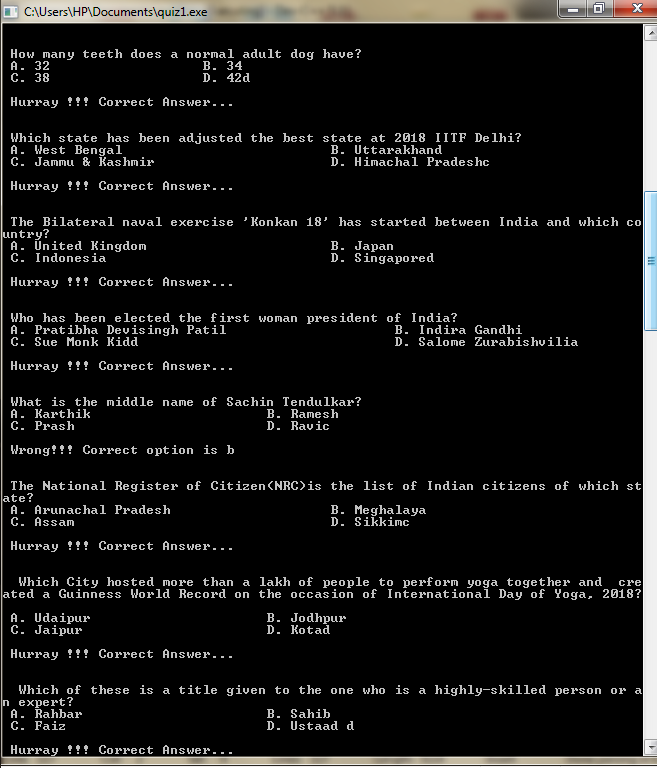 C:\Users\HP\Documents\quiz1.exe
How many teeth does a normal adult dog have?
A. 32 B. 34
C. 38 D. 42d
Hurray !!! Correct Answer...
Which state has been adjusted the best state at 2018 IITF Delhi?
A. West Bengal B. Uttarakhand
C. Jammu & Kashmir D. Himachal Pradeshc
Hurray !!! Correct Answer...
The Bilateral naval exercise 'Konkan 18' has started between India and which co
untry?
A. United Kingdom B. Japan
C. Indonesia D. Singapored
Hurray !!! Correct Answer...
Who has been elected the first woman president of India?
A. Pratibha Devisingh Patil B. Indira Gandhi
C. Sue Monk Kidd D. Salome Zurabishvilia
Hurray !!! Correct Answer...
What is the middle name of Sachin Tendulkar?
A. Karthik B. Ramesh
C. Prash D. Ravic
Wrong!!! Correct option is b
The National Register of Citizen(NRC)is the list of Indian citizens of which st
ate?
A. Arunachal Pradesh B. Meghalaya
C. Assam D. Sikkimc
Hurray !!! Correct Answer...
Which City hosted more than a lakh of people to perform yoga together and  cre
ated a Guinness World Record on the occasion of International Day of Yoga, 2018?
A. Udaipur B. Jodhpur
C. Jaipur D. Kotad
Hurray !!! Correct Answer...
Which of these is a title given to the one who is a highly-skilled person or a
n expert?
A. Rahbar B. Sahib
C. Faiz D. Ustaad d
Hurray !!! Correct Answer...